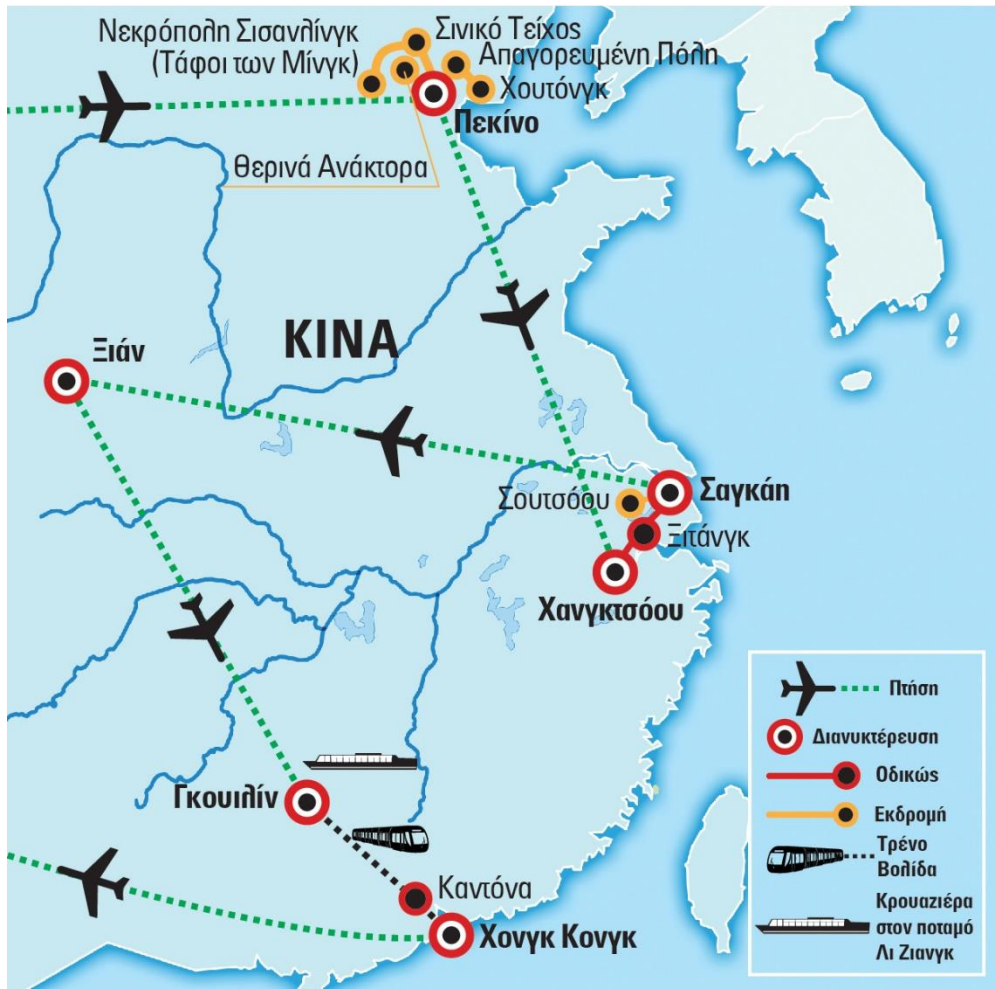 Νεκρόπολη Σισανλίνγκ
(Τάφοι των Μίνγκ)
Σινικό Τείχος
Απαγορευμένη Πόλη
Χουτόνγκ
Πεκίνο
Θερινά Ανάκτορα
ΚΙΝΑ
Ξιάν
Σαγκάη
Σουτσόου
Ξιτάνγκ
Χανγκτσόου
Γκουιλίν
Καντόνα
Χονγκ Κονγκ
Πτήση
Διανυκτέρευση
Οδικώς
Εκδρομή
Τρένο
Βολίδα
Κρουαζιέρα
στον ποταμό
Λι Ζιανγκ